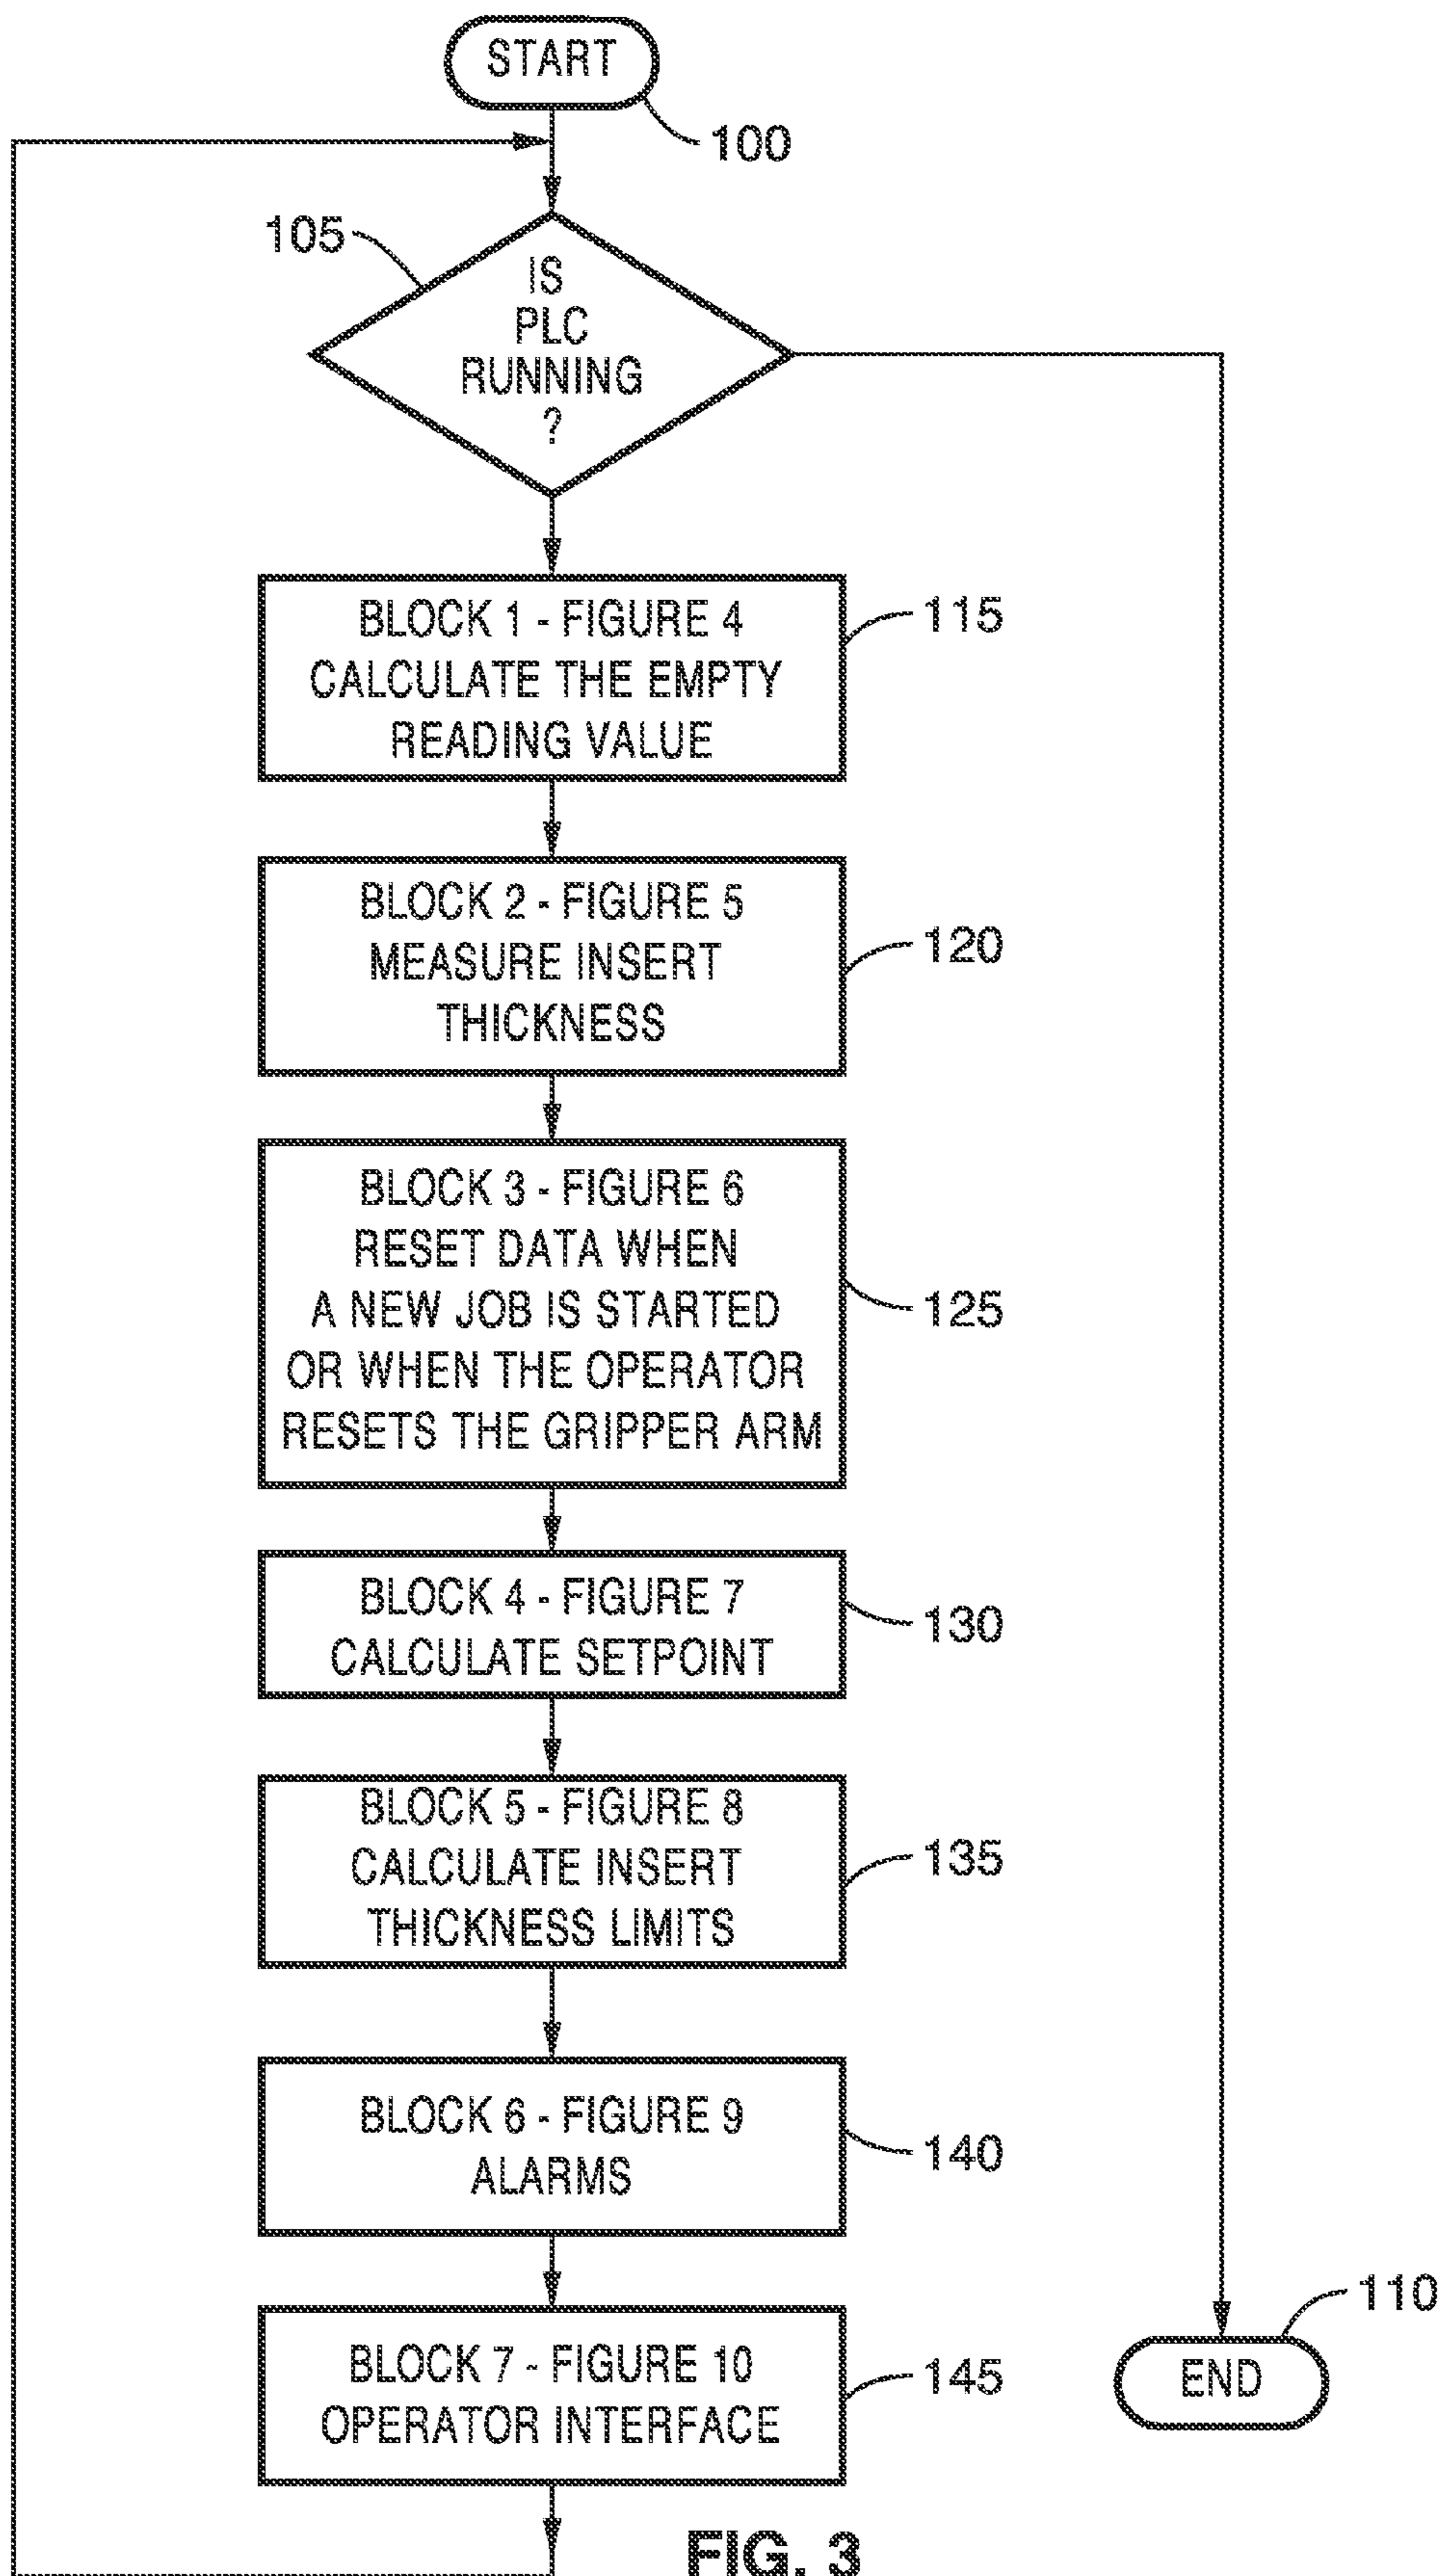 START
100
105
IS
PLC
RUNNING
?
BLOCK 1 - FIGURE 4
CALCULATE THE EMPTY
READING VALUE
115
BLOCK 2 - FIGURE 5
MEASURE INSERT
THICKNESS
120
BLOCK 3 - FIGURE 6
RESET DATA WHEN
A NEW JOB IS STARTED
OR WHEN THE OPERATOR
RESETS THE GRIPPER ARM
125
BLOCK 4 - FIGURE 7
CALCULATE SETPOINT
130
BLOCK 5 - FIGURE 8
CALCULATE INSERT
THICKNESS LIMITS
135
BLOCK 6 - FIGURE 9
ALARMS
140
BLOCK 7 - FIGURE 10
OPERATOR INTERFACE
145
110
END
FIG. 3